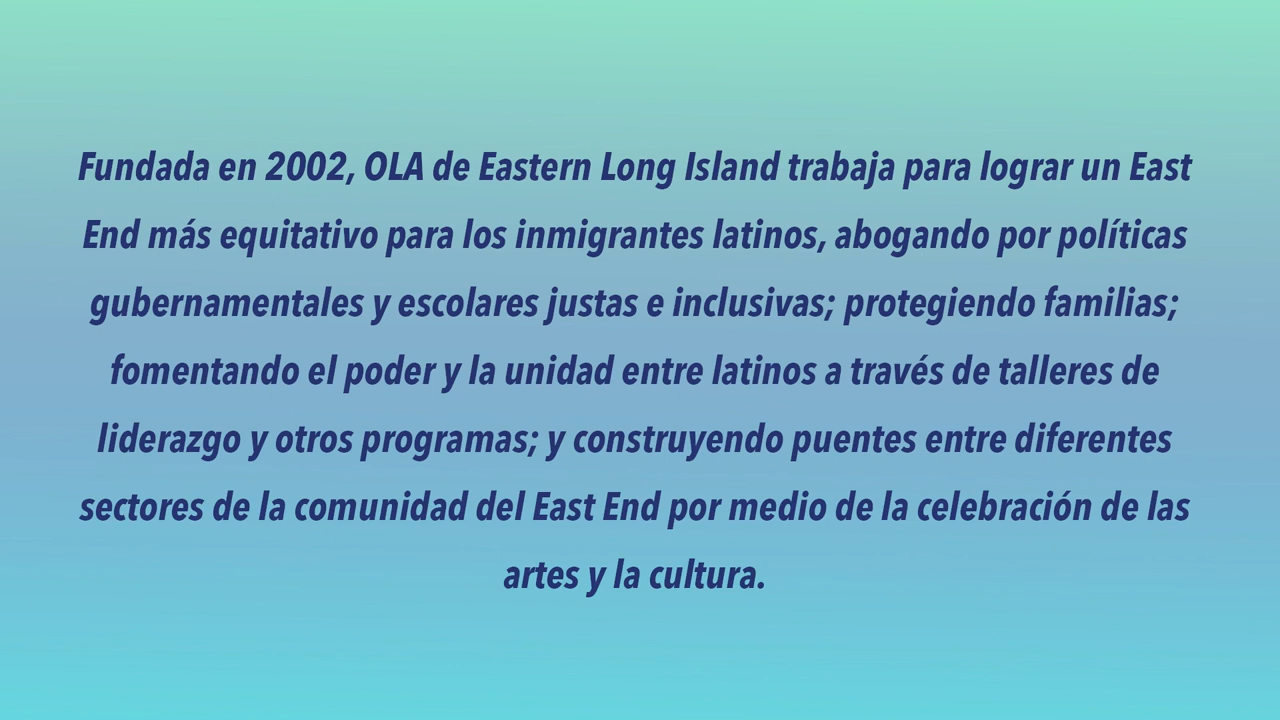 Fundada en 2002, OLA de Eastern Long Island trabaja para lograr un East
End más equitativo para los inmigrantes latinos, abogando por políticas
gubernamentales y escolares justas e inclusivas; protegiendo familias;
fomentando el poder y la unidad entre latinos a través de talleres de
liderazgo y otros programas; y construyendo puentes entre diferentes
sectores de la comunidad del East End por medio de la celebración de las
artes y la cultura.